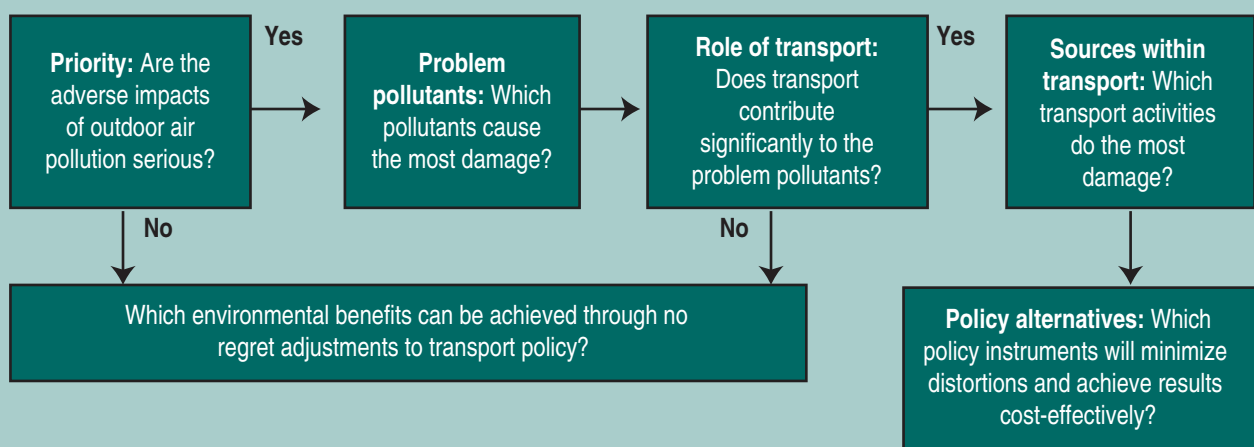 Priority: Are the
adverse impacts
of outdoor air
pollution serious?
Yes
Problem
pollutants: Which
pollutants cause
the most damage?
Role of transport:
Does transport
contribute
significantly to the
problem pollutants?
Yes
Sources within
transport: Which
transport activities
do the most
damage?
No
No
Which environmental benefits can be achieved through no
regret adjustments to transport policy?
Policy alternatives: Which
policy instruments will minimize
distortions and achieve results
cost-effectively?